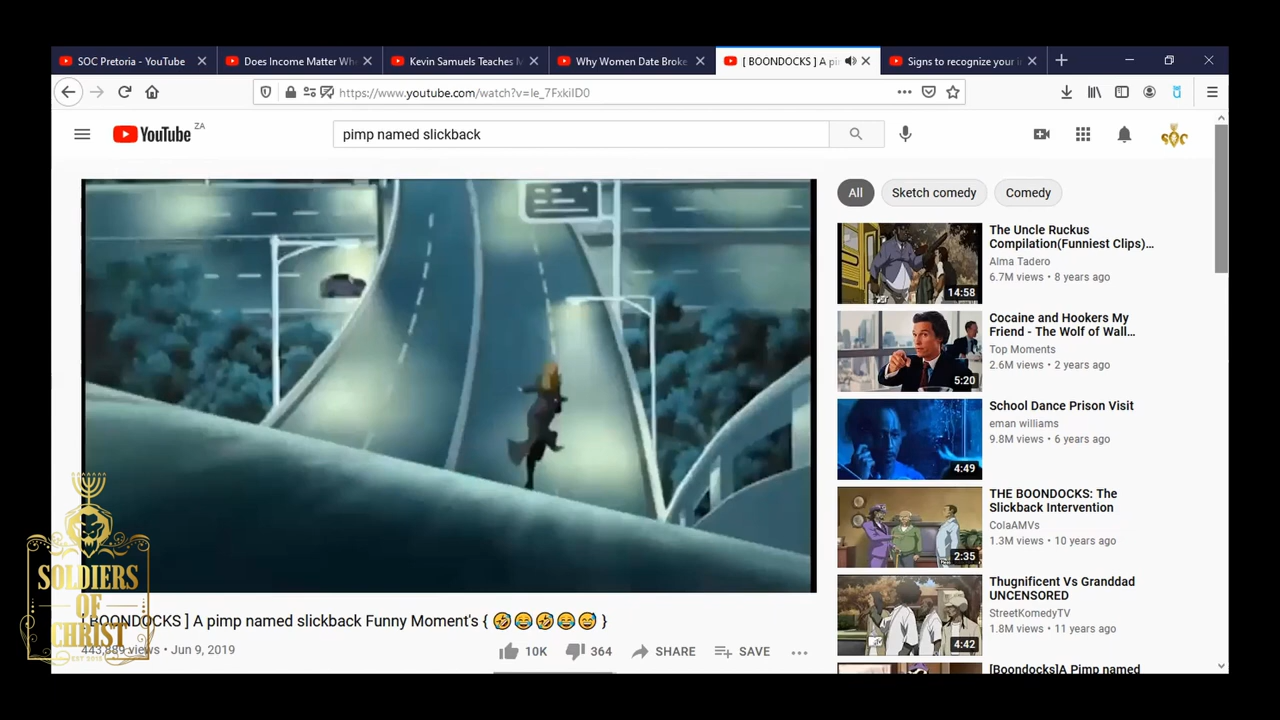 SOC Pretoria - YouTube
Does Income Matter Wh
Kevin Samuels Teaches M
Why Women Date Broke
[ BOONDOCKS ] A pi
Signs to recognize your i
https://www.youtube.com/watch?v=Ie_7FxkiID0
YouTube ZA
pimp named slickback
SOC
All
Sketch comedy
Comedy
The Uncle Ruckus
Compilation(Funniest Clips)...
Alma Tadero
6.7M views • 8 years ago
14:58
Cocaine and Hookers My
Friend - The Wolf of Wall...
Top Moments
2.6M views • 2 years ago
5:20
School Dance Prison Visit
eman williams
9.8M views • 6 years ago
4:49
THE BOONDOCKS: The
Slickback Intervention
ColaAMVs
1.3M views • 10 years ago
2:35
Thugnificent Vs Granddad
UNCENSORED
StreetKomedyTV
1.8M views • 11 years ago
4:42
[Boondocks]A Pimp named
[ BOONDOCKS ] A pimp named slickback Funny Moment's { 🤣😂🤣😂😅 }
443,889 views • Jun 9, 2019
10K
364
SHARE
SAVE
SOLDIERS
OF
CHRIST